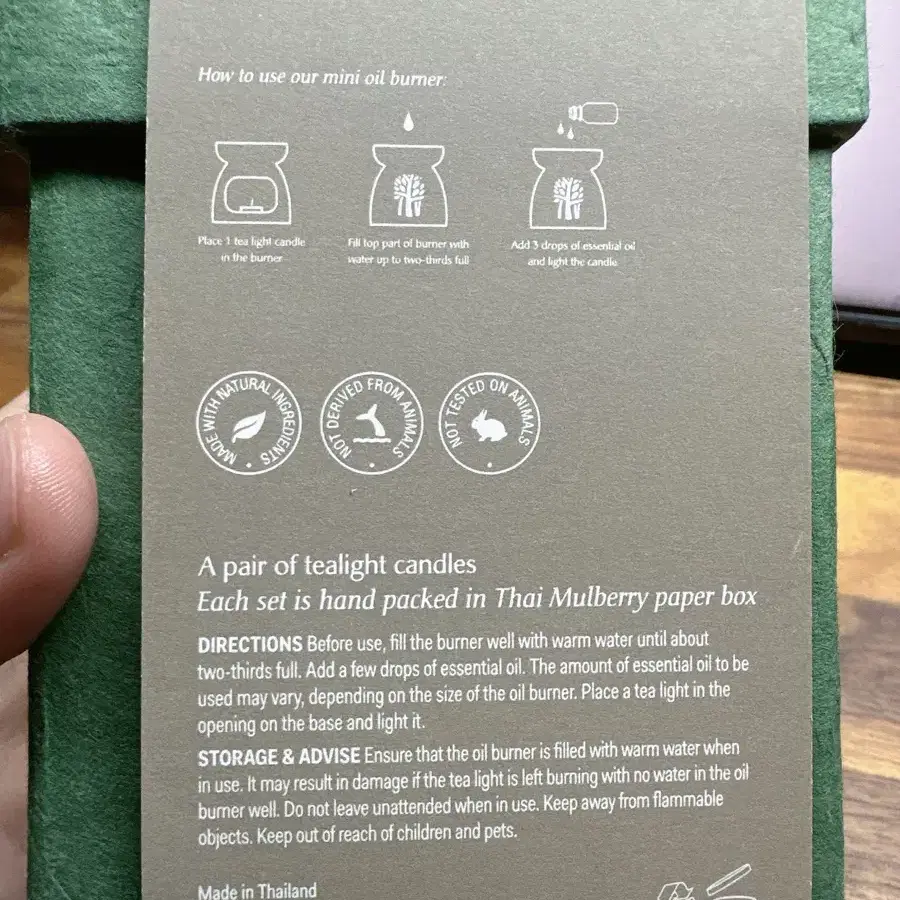 How to use our mini oil burner:
Place 1 tea light candle
in the burner
Fill top part of burner with
water up to two-thirds full
Add 3 drops of essential oil
and light the candle
MADE WITH NATURAL INGREDIENTS
NOT DERIVED FROM ANIMALS
NOT TESTED ON ANIMALS
A pair of tealight candles
Each set is hand packed in Thai Mulberry paper box
DIRECTIONS Before use, fill the burner well with warm water until about
two-thirds full. Add a few drops of essential oil. The amount of essential oil to be
used may vary, depending on the size of the oil burner. Place a tea light in the
opening on the base and light it.
STORAGE & ADVISE Ensure that the oil burner is filled with warm water when
in use. It may result in damage if the tea light is left burning with no water in the oil
burner well. Do not leave unattended when in use. Keep away from flammable
objects. Keep out of reach of children and pets.
Made in Thailand